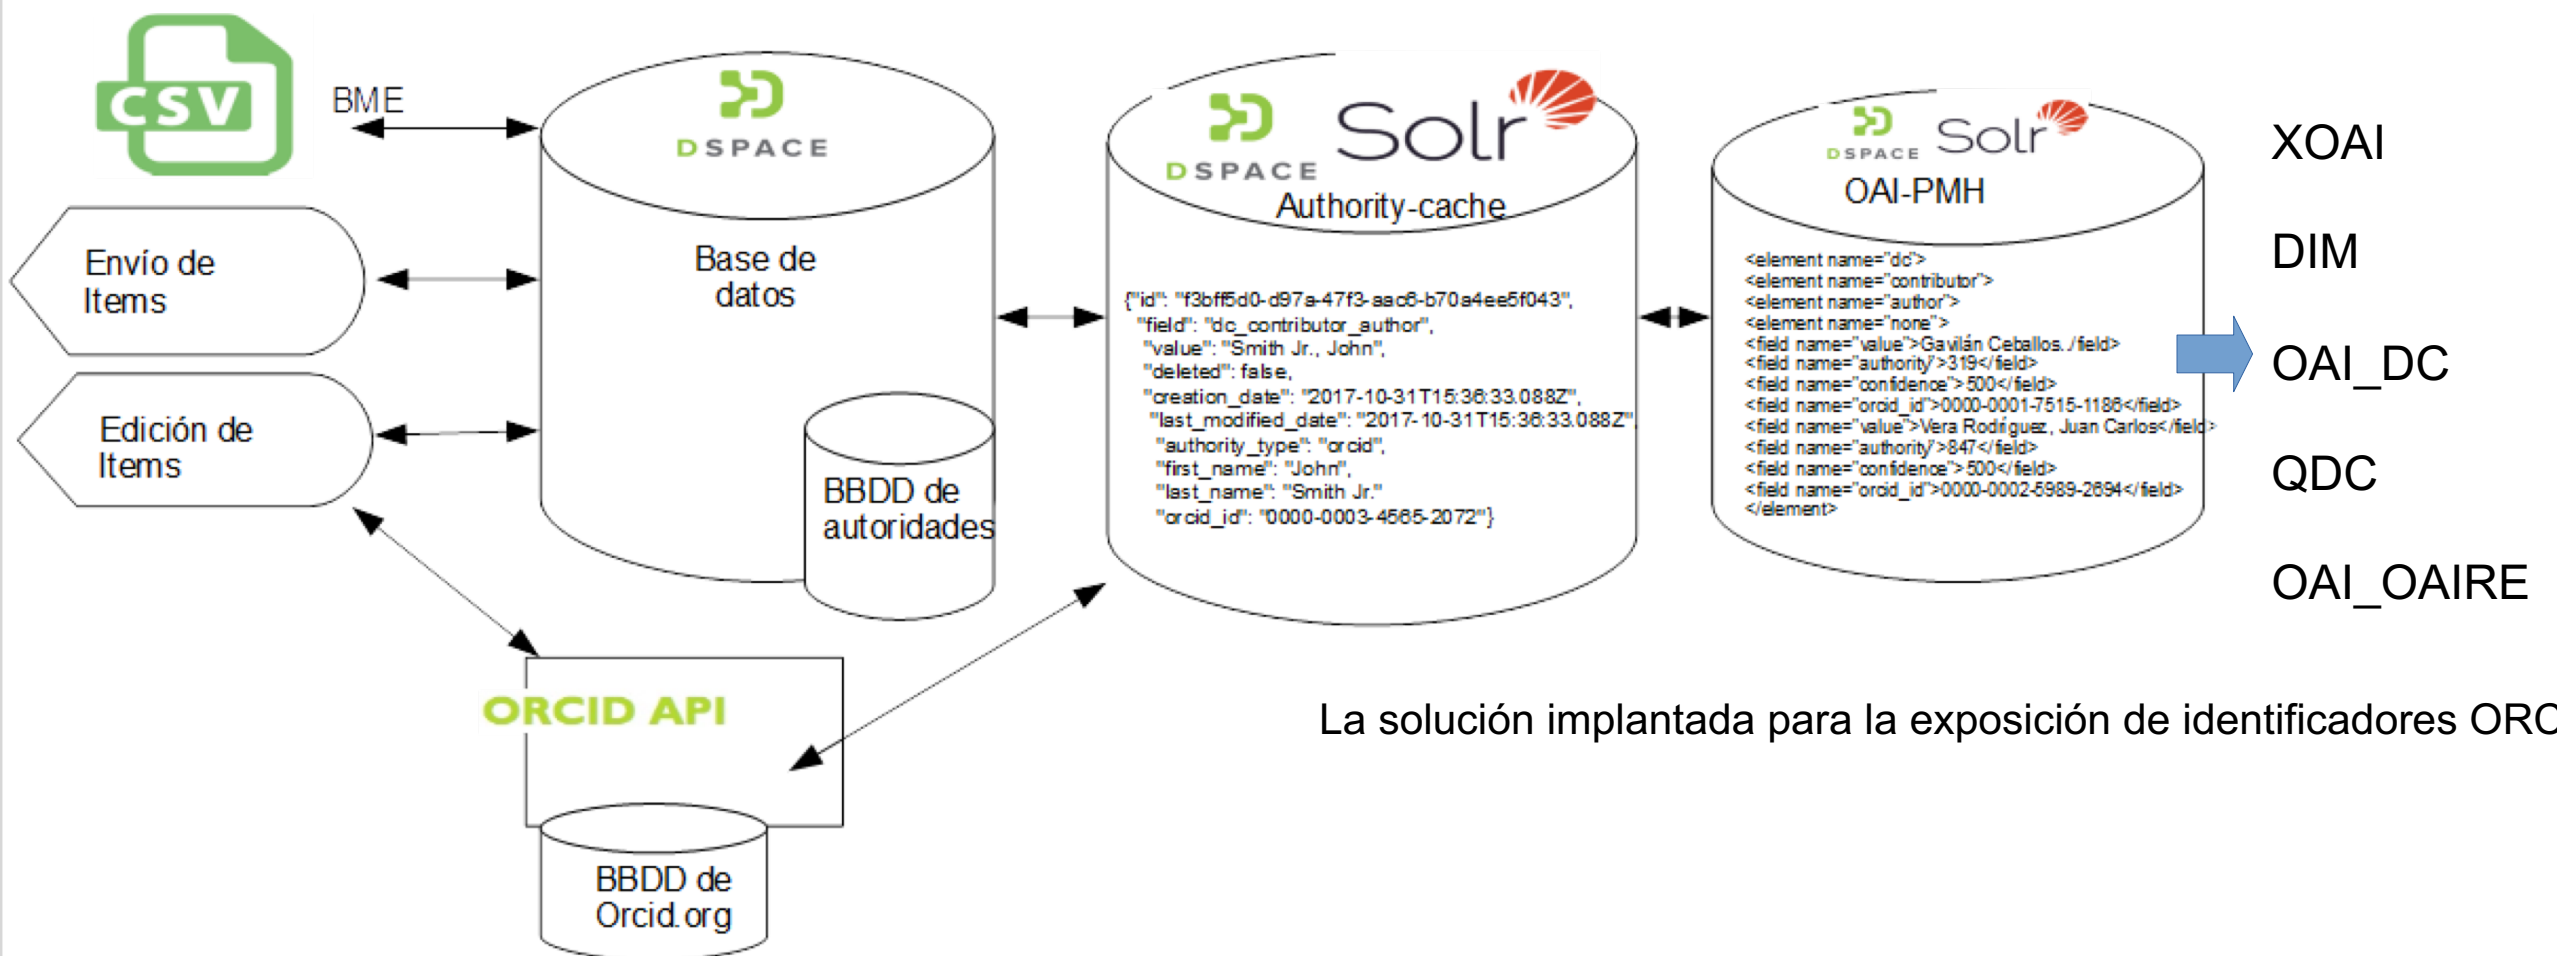 CSV
BME
Envío de
Items
Edición de
Items
DSPACE
Base de
datos
BBDD de
autoridades
ORCID API
BBDD de
Orcid.org
DSPACE
Solr
Authority-cache
{"id": "f3bff5d0-d97a-47f3-aac6-b70a4ee5f043",
"field": "dc_contributor_author",
"value": "Smith Jr., John",
"deleted": false,
"creation_date": "2017-10-31T15:36:33.088Z",
"last_modified_date": "2017-10-31T15:36:33.088Z",
"authority_type": "orcid",
"first_name": "John",
"last_name": "Smith Jr."
"orcid_id": "0000-0003-4565-2072"}
DSPACE
Solr
OAI-PMH
<element name="dc">
<element name="contributor">
<element name="author">
<element name="none">
<field name="value">Gavilán Ceballos../field>
<field name="authority">319</field>
<field name="confidence">500</field>
<field name="orcid_id">0000-0001-7515-1186</field>
<field name="value">Vera Rodríguez, Juan Carlos</field>
<field name="authority">847</field>
<field name="confidence">500</field>
<field name="orcid_id">0000-0002-5989-2694</field>
</element>
XOAI
DIM
OAI_DC
QDC
OAI_OAIRE
La solución implantada para la exposición de identificadores ORC